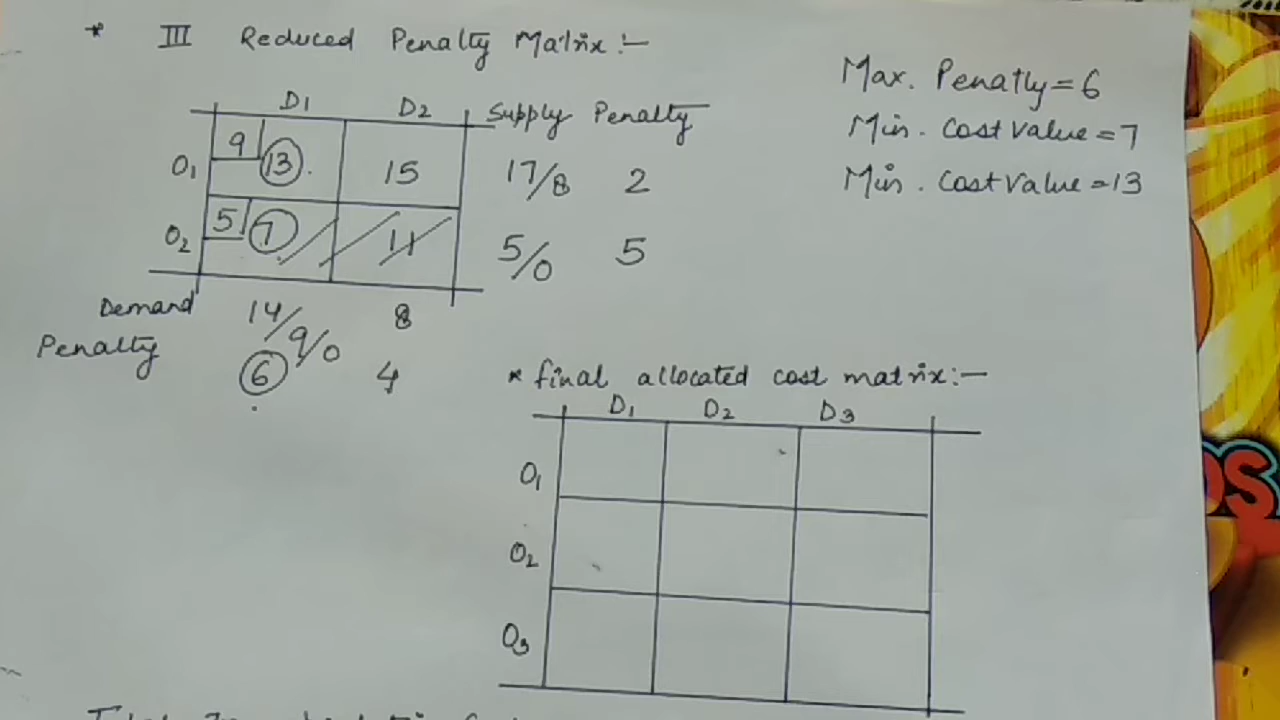 * III Reduced Penalty Matrix:-
D1 D2 Supply Penalty
O1 9 13 15 17/8 2
O2 5 7 11 5/0 5
Demand 14/9/0 8
Penalty 6 4
Max. Penatly = 6
Min. Cost Value = 7
Min. Cost Value = 13
* final allocated cost matrix:-
D1 D2 D3
O1
O2
O3